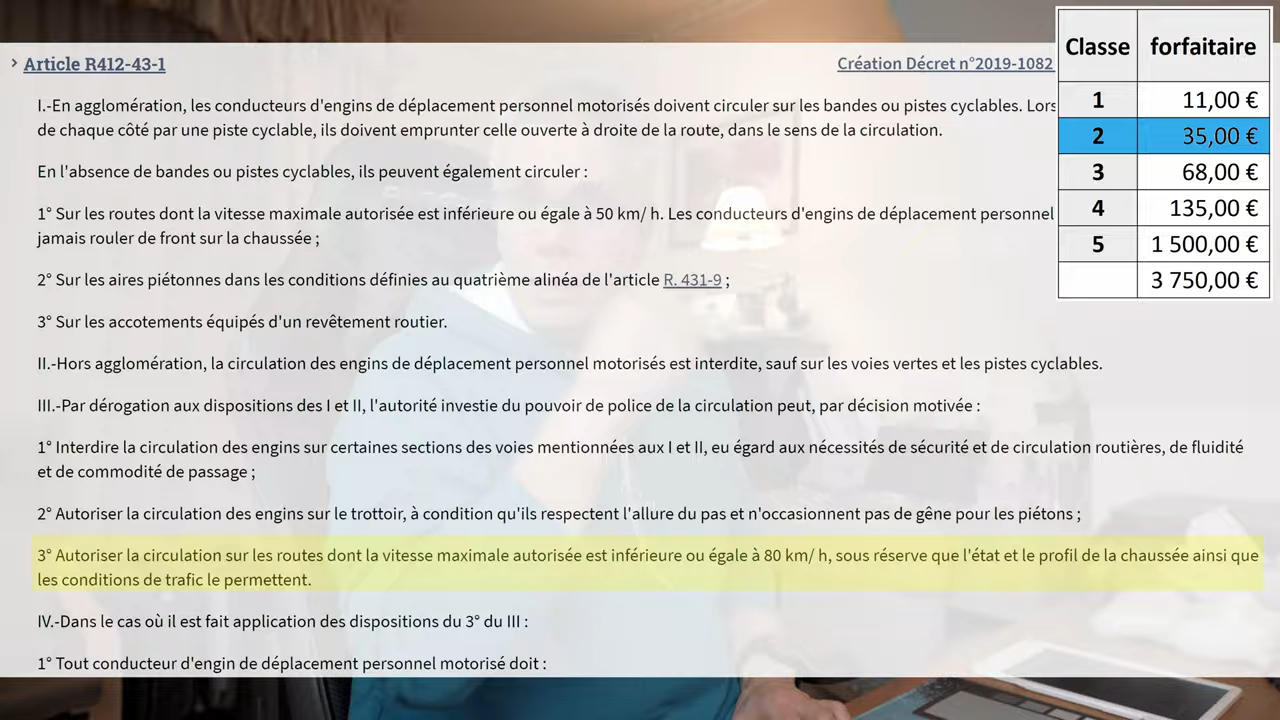 Article R412-43-1
Création Décret n°2019-1082
I.-En agglomération, les conducteurs d'engins de déplacement personnel motorisés doivent circuler sur les bandes ou pistes cyclables. Lors
de chaque côté par une piste cyclable, ils doivent emprunter celle ouverte à droite de la route, dans le sens de la circulation.
En l'absence de bandes ou pistes cyclables, ils peuvent également circuler :
1° Sur les routes dont la vitesse maximale autorisée est inférieure ou égale à 50 km/ h. Les conducteurs d'engins de déplacement personnel
jamais rouler de front sur la chaussée ;
2° Sur les aires piétonnes dans les conditions définies au quatrième alinéa de l'article R. 431-9 ;
3° Sur les accotements équipés d'un revêtement routier.
II.-Hors agglomération, la circulation des engins de déplacement personnel motorisés est interdite, sauf sur les voies vertes et les pistes cyclables.
III.-Par dérogation aux dispositions des I et II, l'autorité investie du pouvoir de police de la circulation peut, par décision motivée :
1° Interdire la circulation des engins sur certaines sections des voies mentionnées aux I et II, eu égard aux nécessités de sécurité et de circulation routières, de fluidité
et de commodité de passage ;
2° Autoriser la circulation des engins sur le trottoir, à condition qu'ils respectent l'allure du pas et n'occasionnent pas de gêne pour les piétons ;
3° Autoriser la circulation sur les routes dont la vitesse maximale autorisée est inférieure ou égale à 80 km/ h, sous réserve que l'état et le profil de la chaussée ainsi que
les conditions de trafic le permettent.
IV.-Dans le cas où il est fait application des dispositions du 3° du III :
1° Tout conducteur d'engin de déplacement personnel motorisé doit :
Classe forfaitaire
1 11,00 €
2 35,00 €
3 68,00 €
4 135,00 €
5 1 500,00 €
3 750,00 €